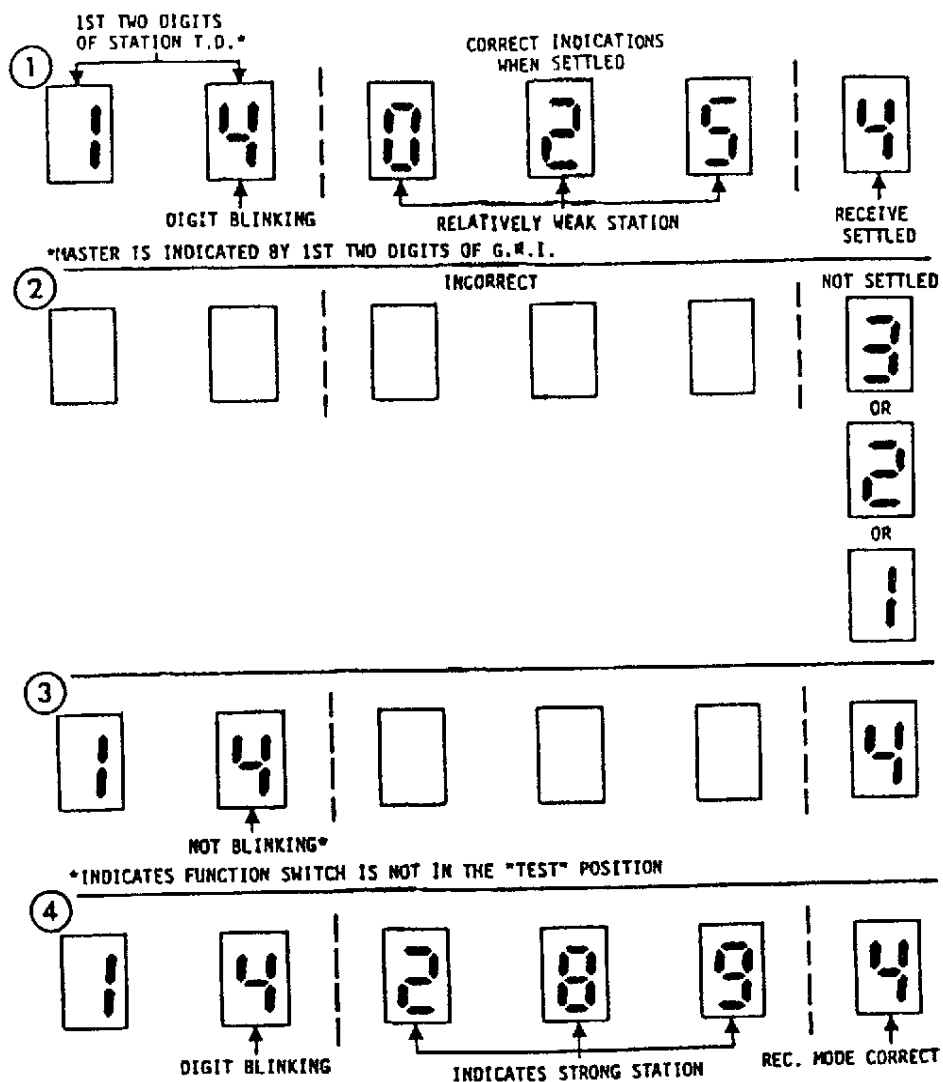 1ST TWO DIGITS
OF STATION T.D.*
CORRECT INDICATIONS
WHEN SETTLED
1
1 4 0 2 5 4
DIGIT BLINKING
RELATIVELY WEAK STATION
RECEIVE
SETTLED
*MASTER IS INDICATED BY 1ST TWO DIGITS OF G.R.I.
2
INCORRECT
NOT SETTLED
3
OR
2
OR
1
3
1 4 4
NOT BLINKING*
*INDICATES FUNCTION SWITCH IS NOT IN THE "TEST" POSITION
4
1 4 2 8 9 4
DIGIT BLINKING
INDICATES STRONG STATION
REC. MODE CORRECT